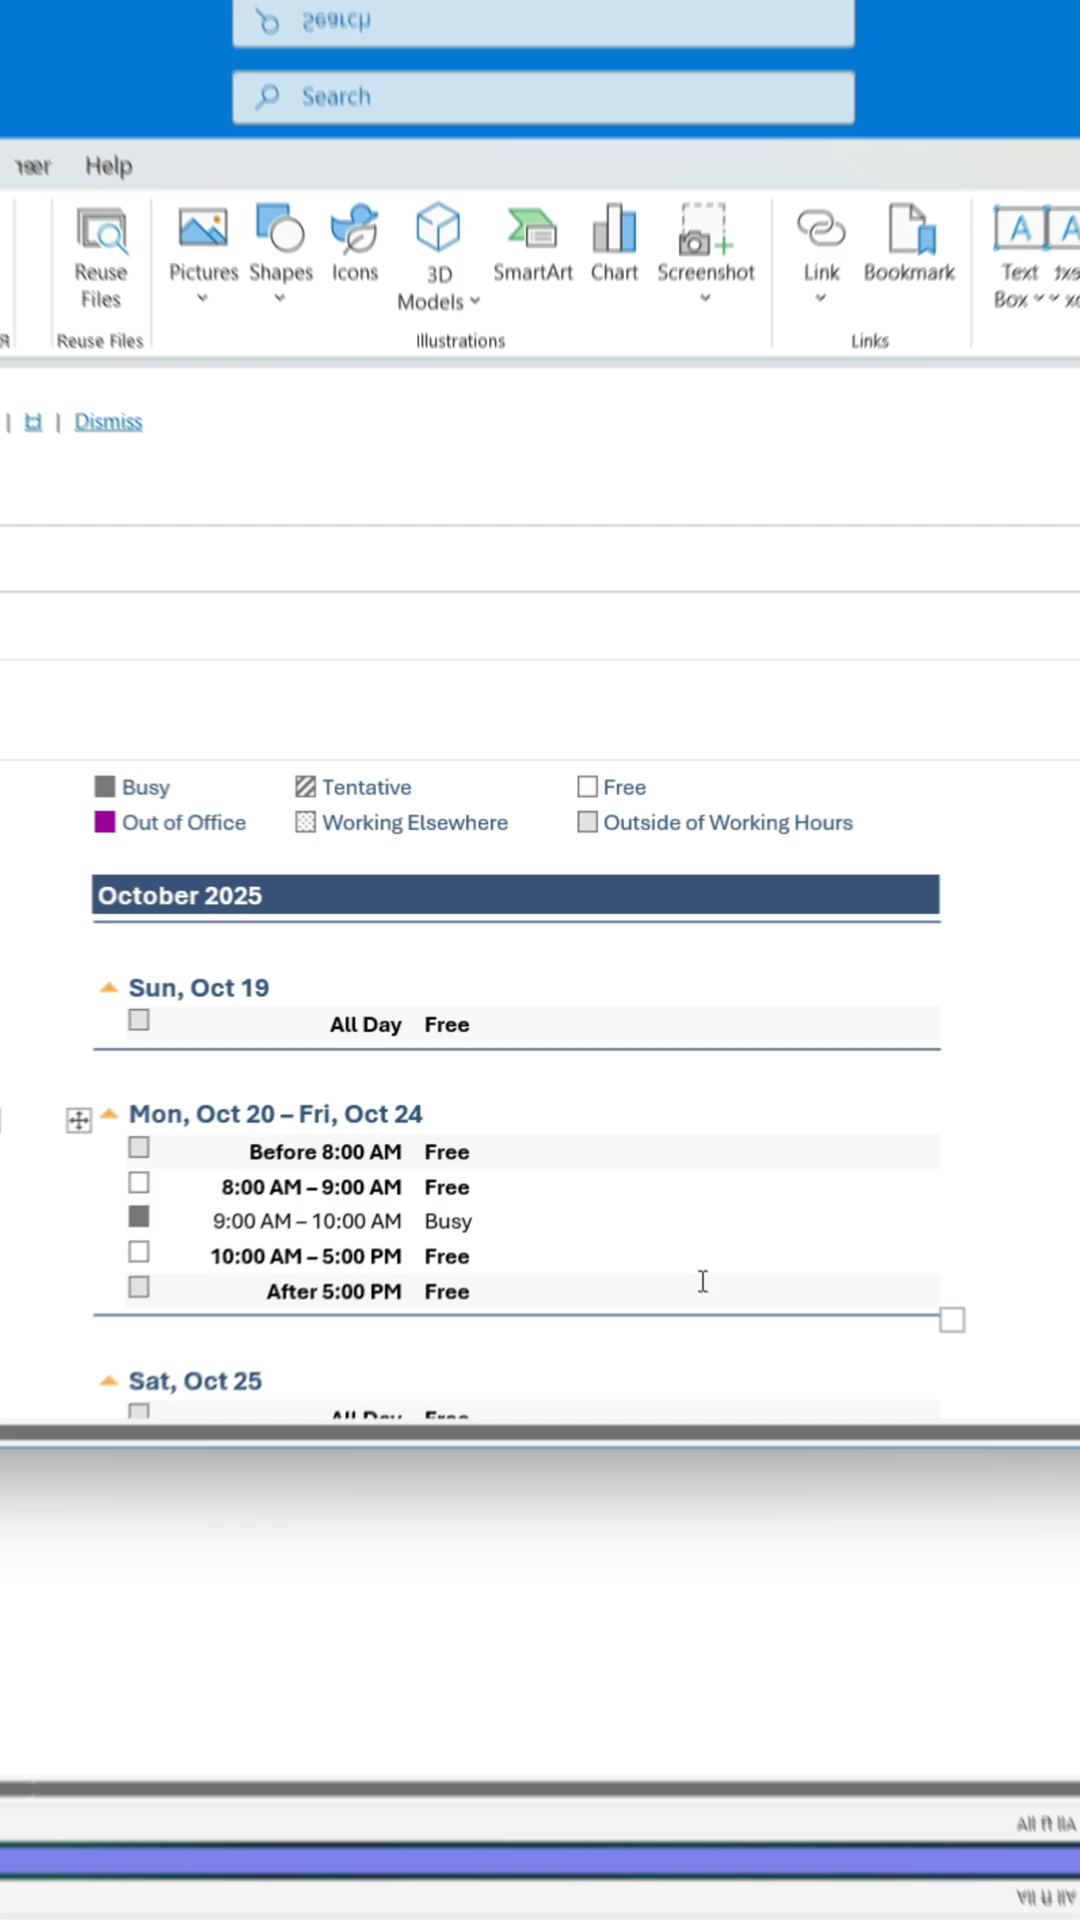 Search
Help
Reuse Files
Pictures
Shapes
Icons
3D Models
SmartArt
Chart
Screenshot
Link
Bookmark
Text Box
Reuse Files
Illustrations
Links
| | Dismiss
Busy
Tentative
Free
Out of Office
Working Elsewhere
Outside of Working Hours
October 2025
Sun, Oct 19
All Day Free
Mon, Oct 20 – Fri, Oct 24
Before 8:00 AM Free
8:00 AM – 9:00 AM Free
9:00 AM – 10:00 AM Busy
10:00 AM – 5:00 PM Free
After 5:00 PM Free
Sat, Oct 25
All Day Free